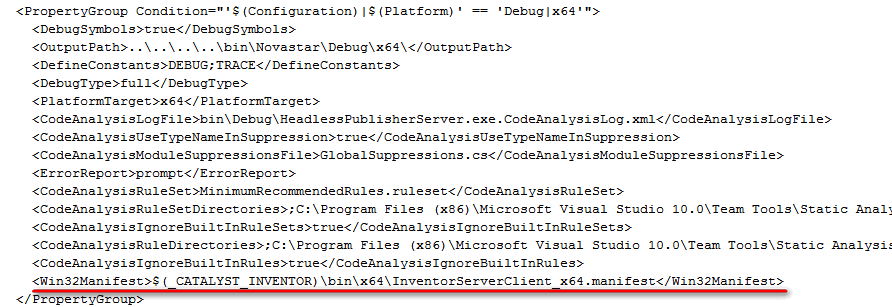 <PropertyGroup Condition="'$(Configuration)|$(Platform)' == 'Debug|x64'">
<DebugSymbols>true</DebugSymbols>
<OutputPath>..\..\..\..\bin\Novastar\Debug\x64\</OutputPath>
<DefineConstants>DEBUG;TRACE</DefineConstants>
<DebugType>full</DebugType>
<PlatformTarget>x64</PlatformTarget>
<CodeAnalysisLogFile>bin\Debug\HeadlessPublisherServer.exe.CodeAnalysisLog.xml</CodeAnalysisLogFile>
<CodeAnalysisUseTypeNameInSuppression>true</CodeAnalysisUseTypeNameInSuppression>
<CodeAnalysisModuleSuppressionsFile>GlobalSuppressions.cs</CodeAnalysisModuleSuppressionsFile>
<ErrorReport>prompt</ErrorReport>
<CodeAnalysisRuleSet>MinimumRecommendedRules.ruleset</CodeAnalysisRuleSet>
<CodeAnalysisRuleSetDirectories>;C:\Program Files (x86)\Microsoft Visual Studio 10.0\Team Tools\Static Analy
<CodeAnalysisIgnoreBuiltInRuleSets>true</CodeAnalysisIgnoreBuiltInRuleSets>
<CodeAnalysisRuleDirectories>;C:\Program Files (x86)\Microsoft Visual Studio 10.0\Team Tools\Static Analysis
<CodeAnalysisIgnoreBuiltInRules>true</CodeAnalysisIgnoreBuiltInRules>
<Win32Manifest>$(_CATALYST_INVENTOR)\bin\x64\InventorServerClient_x64.manifest</Win32Manifest>
</PropertyGroup>